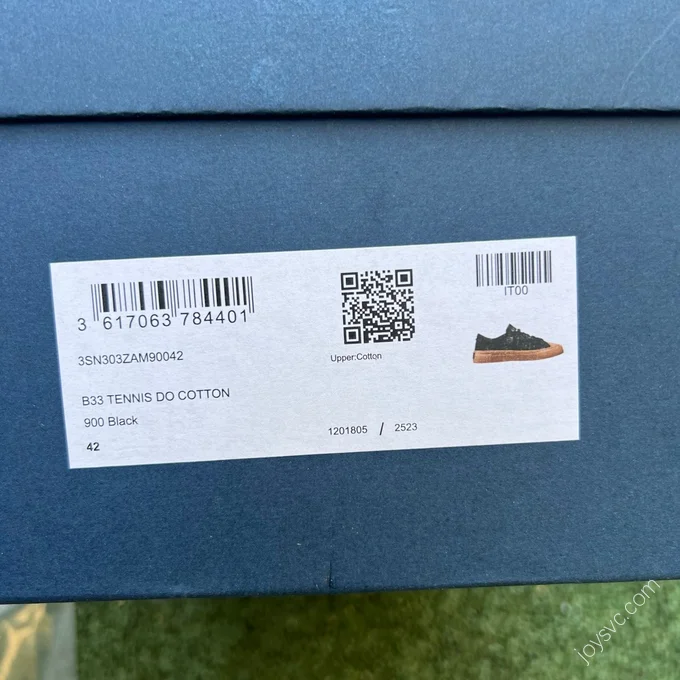 3 617063 784401
IT00
3SN303ZAM90042
Upper:Cotton
B33 TENNIS DO COTTON
900 Black
42
1201805 / 2523
joysvc.com